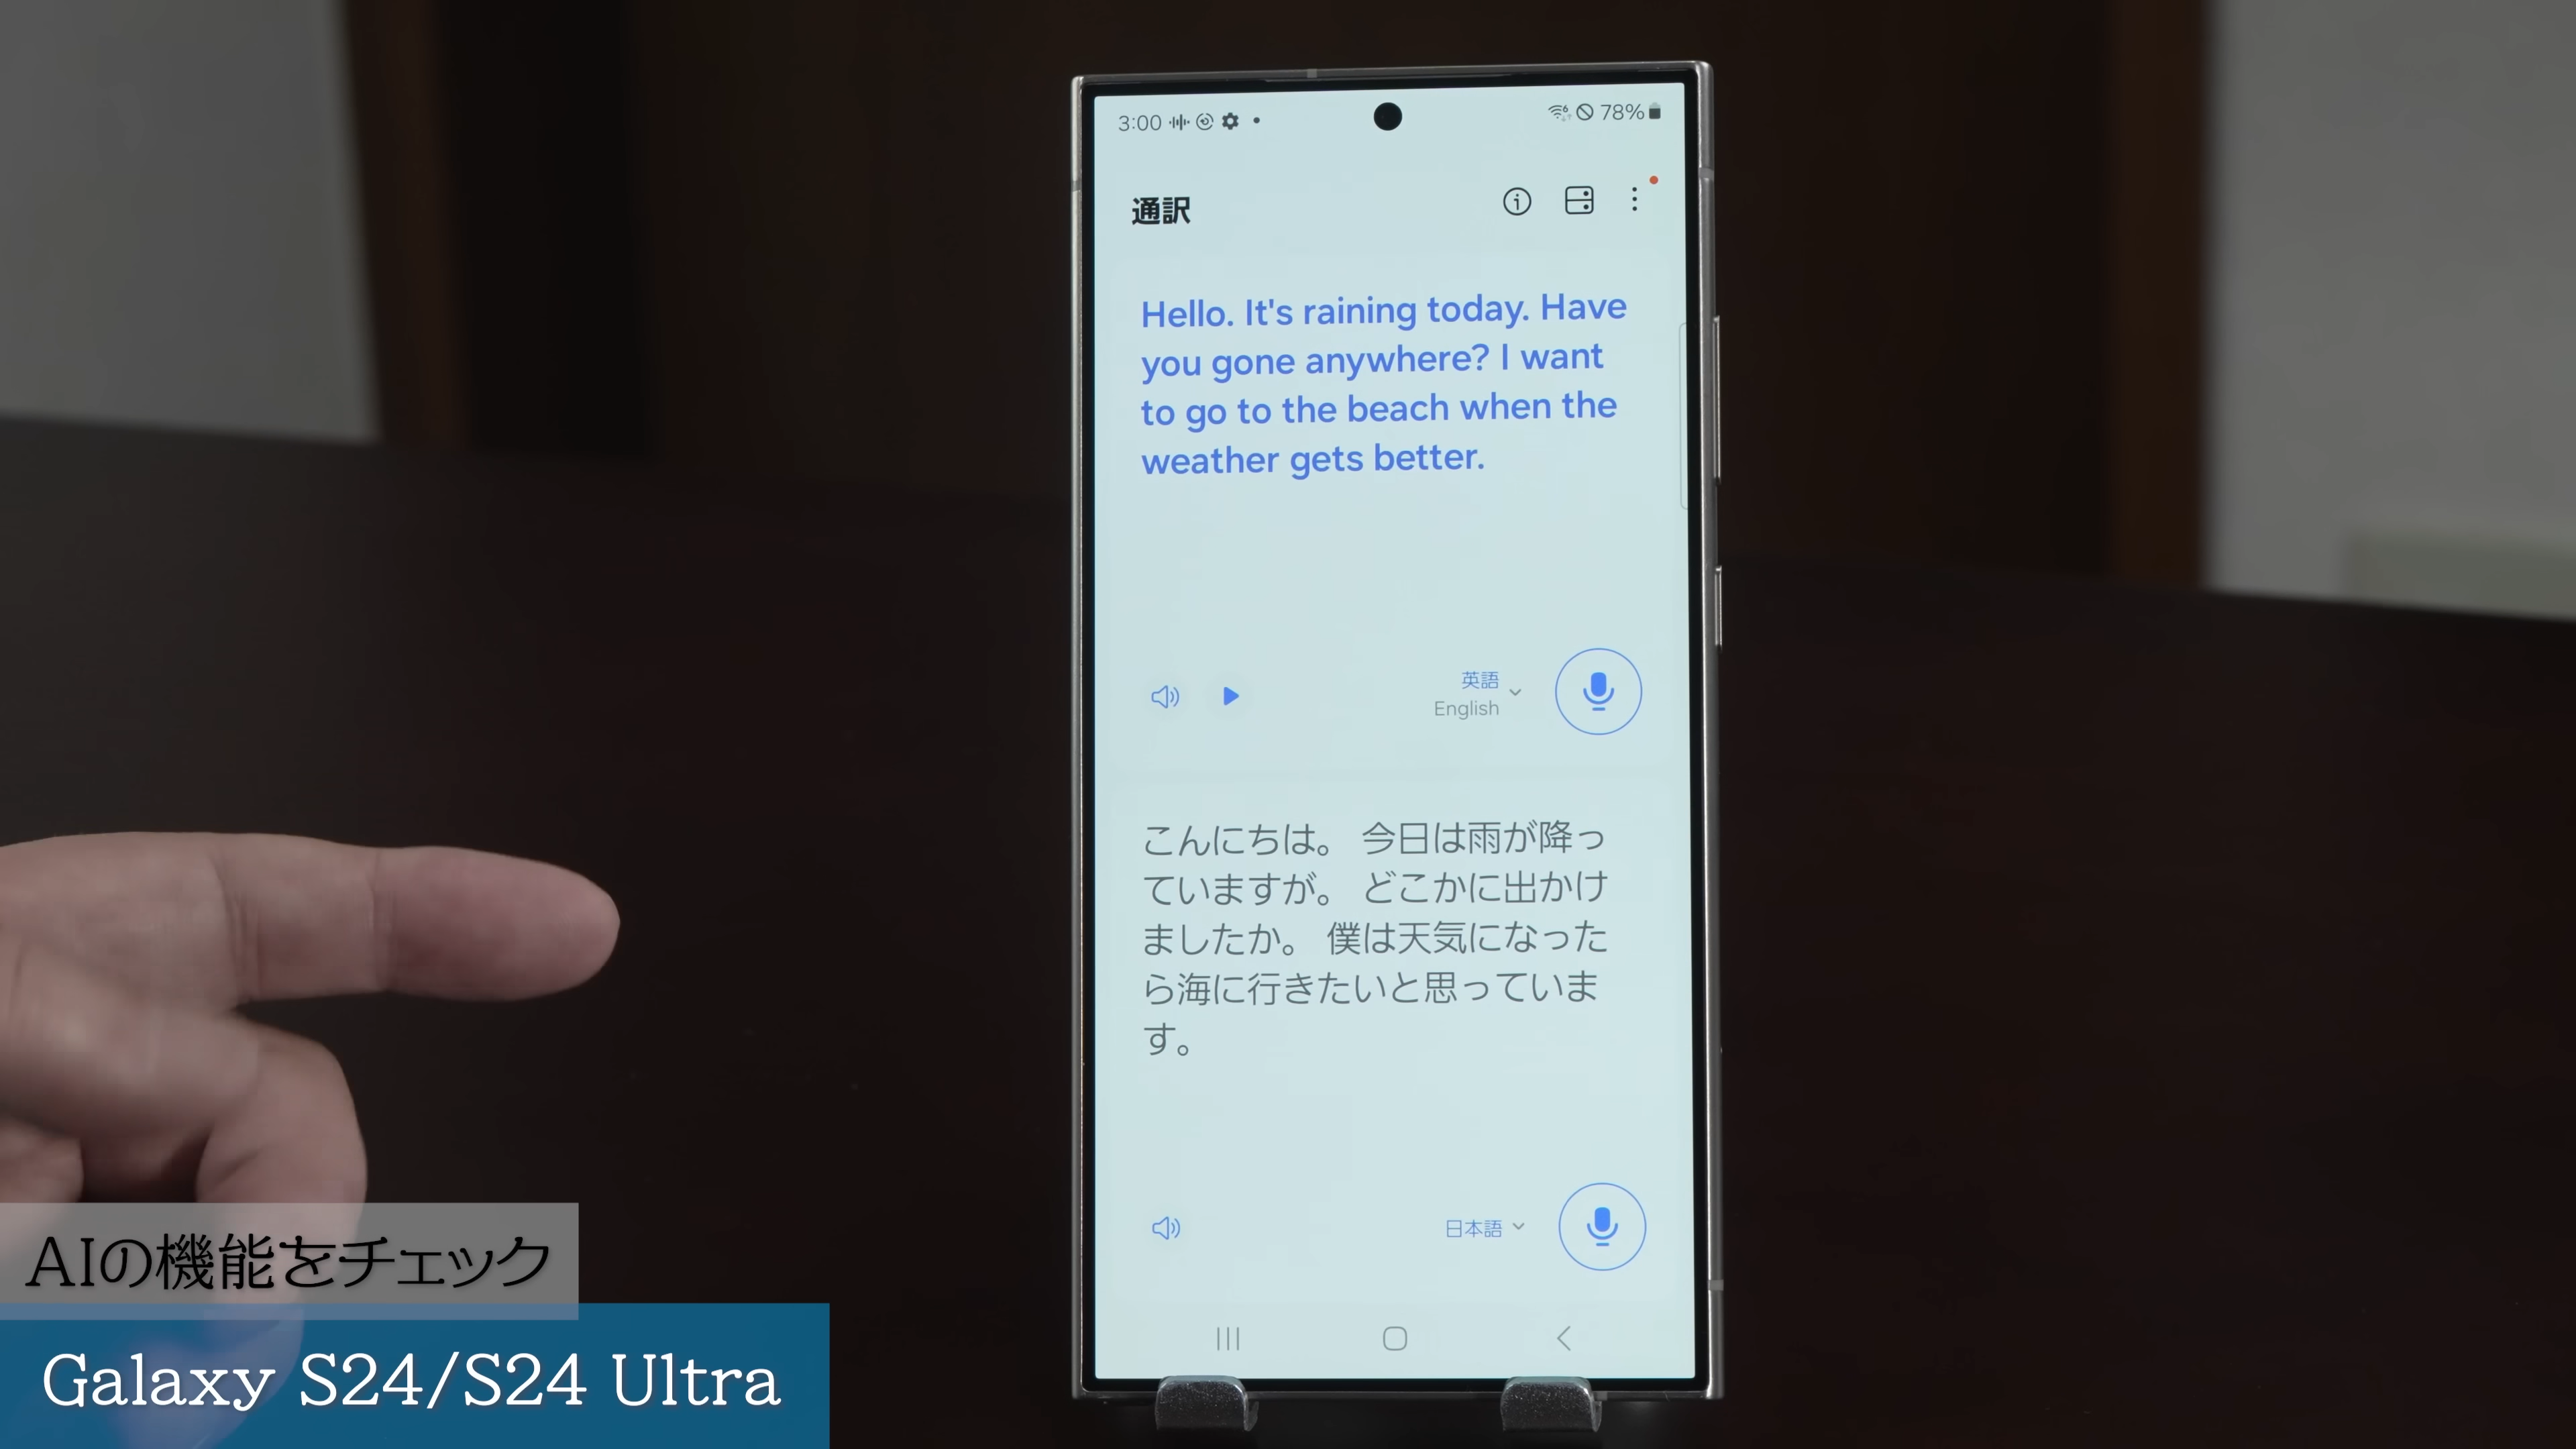 3:00
78%
通訳
Hello. It's raining today. Have
you gone anywhere? I want
to go to the beach when the
weather gets better.
英語
English
こんにちは。 今日は雨が降っ
ていますが。 どこかに出かけ
ましたか。 僕は天気になった
ら海に行きたいと思っていま
す。
日本語
AIの機能をチェック
Galaxy S24/S24 Ultra